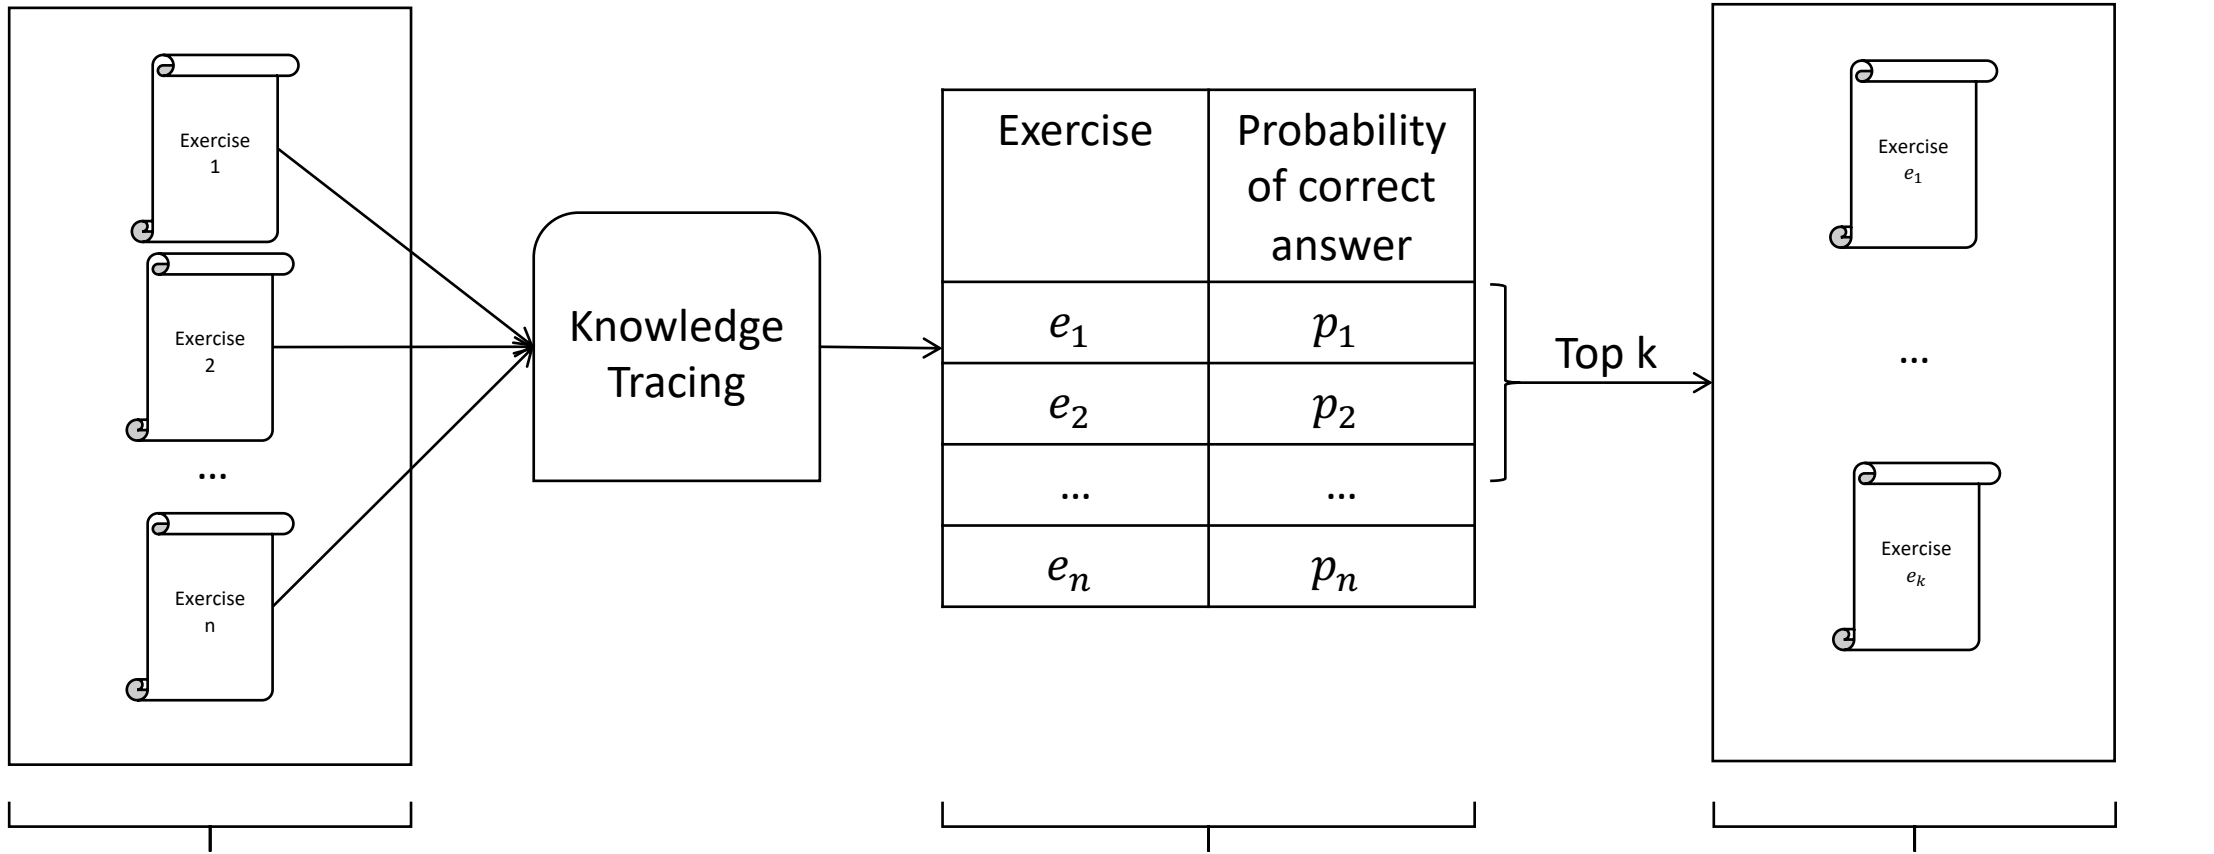 Exercise
1
Exercise
2
...
Exercise
n
Knowledge
Tracing
Exercise
Probability
of correct
answer
e₁
p₁
e₂
p₂
...
...
eₙ
pₙ
Top k
Exercise
e₁
...
Exercise
eₖ